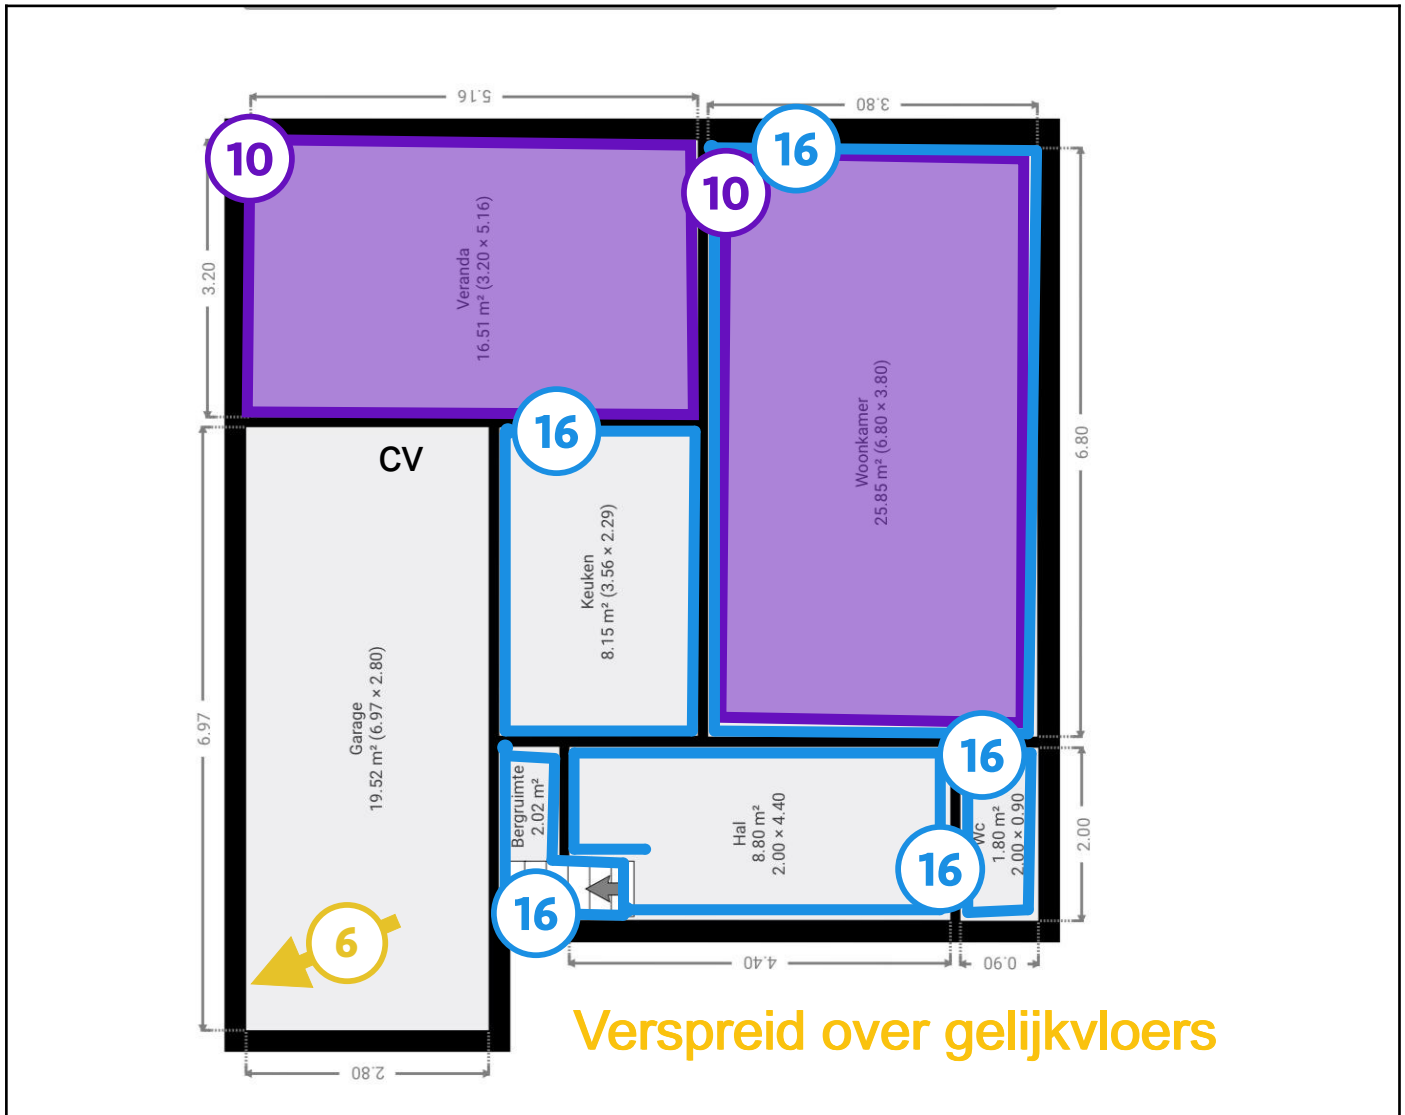 5.16
3.80
10
16
10
3.20
Veranda
16.51 m² (3.20 × 5.16)
Woonkamer
25.85 m² (6.80 × 3.80)
6.80
16
CV
Keuken
8.15 m² (3.56 × 2.29)
Garage
19.52 m² (6.97 × 2.80)
6.97
16
Bergruimte
2.02 m²
Hal
8.80 m²
2.00 × 4.40
Wc
1.80 m²
2.00 × 0.90
2.00
16
16
6
4.40
0.90
Verspreid over gelijkvloers
2.80